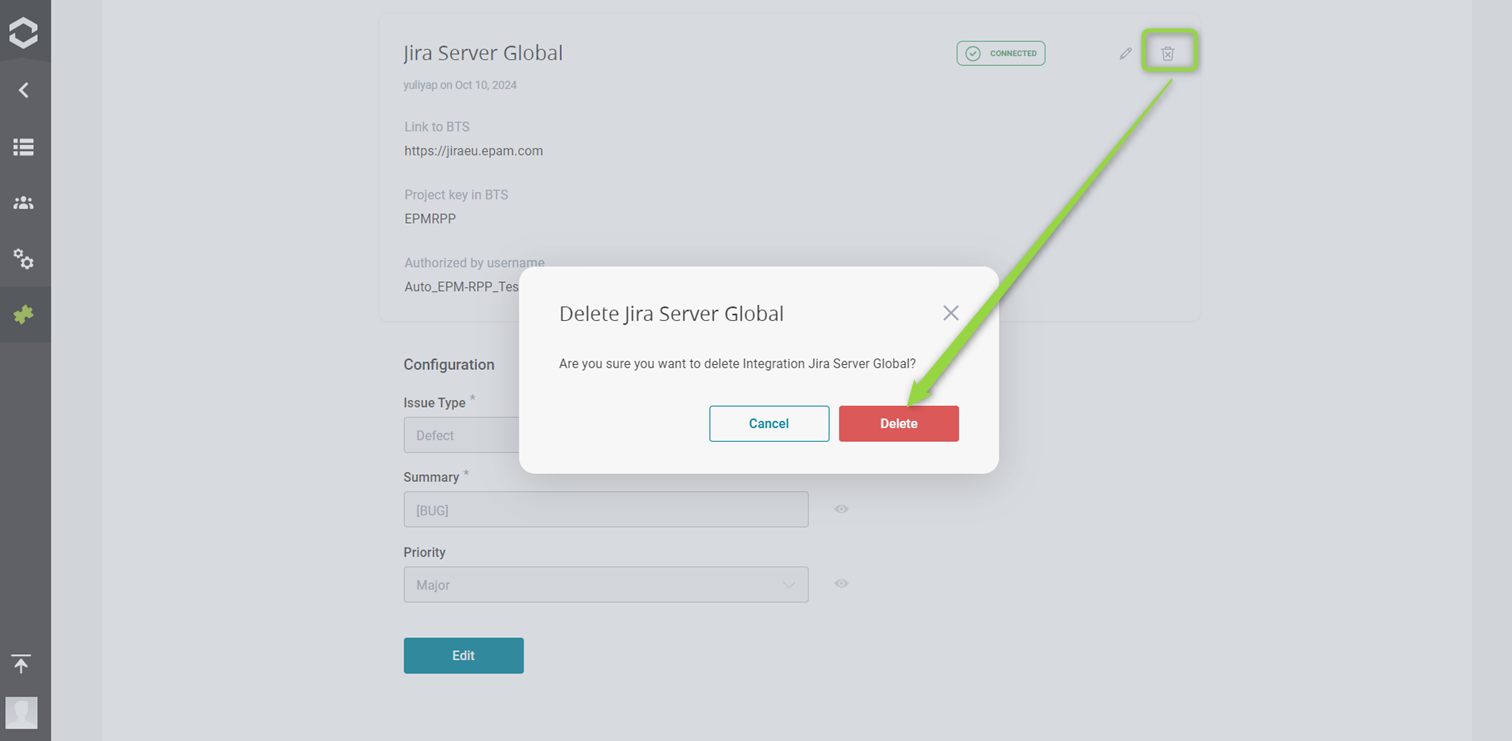 Jira Server Global
CONNECTED
yuliyap on Oct 10, 2024
Link to BTS
https://jiraeu.epam.com
Project key in BTS
EPMRPP
Authorized by username
Auto_EPM-RPP_Tes
Delete Jira Server Global
Are you sure you want to delete Integration Jira Server Global?
Cancel
Delete
Configuration
Issue Type *
Defect
Summary *
[BUG]
Priority
Major
Edit